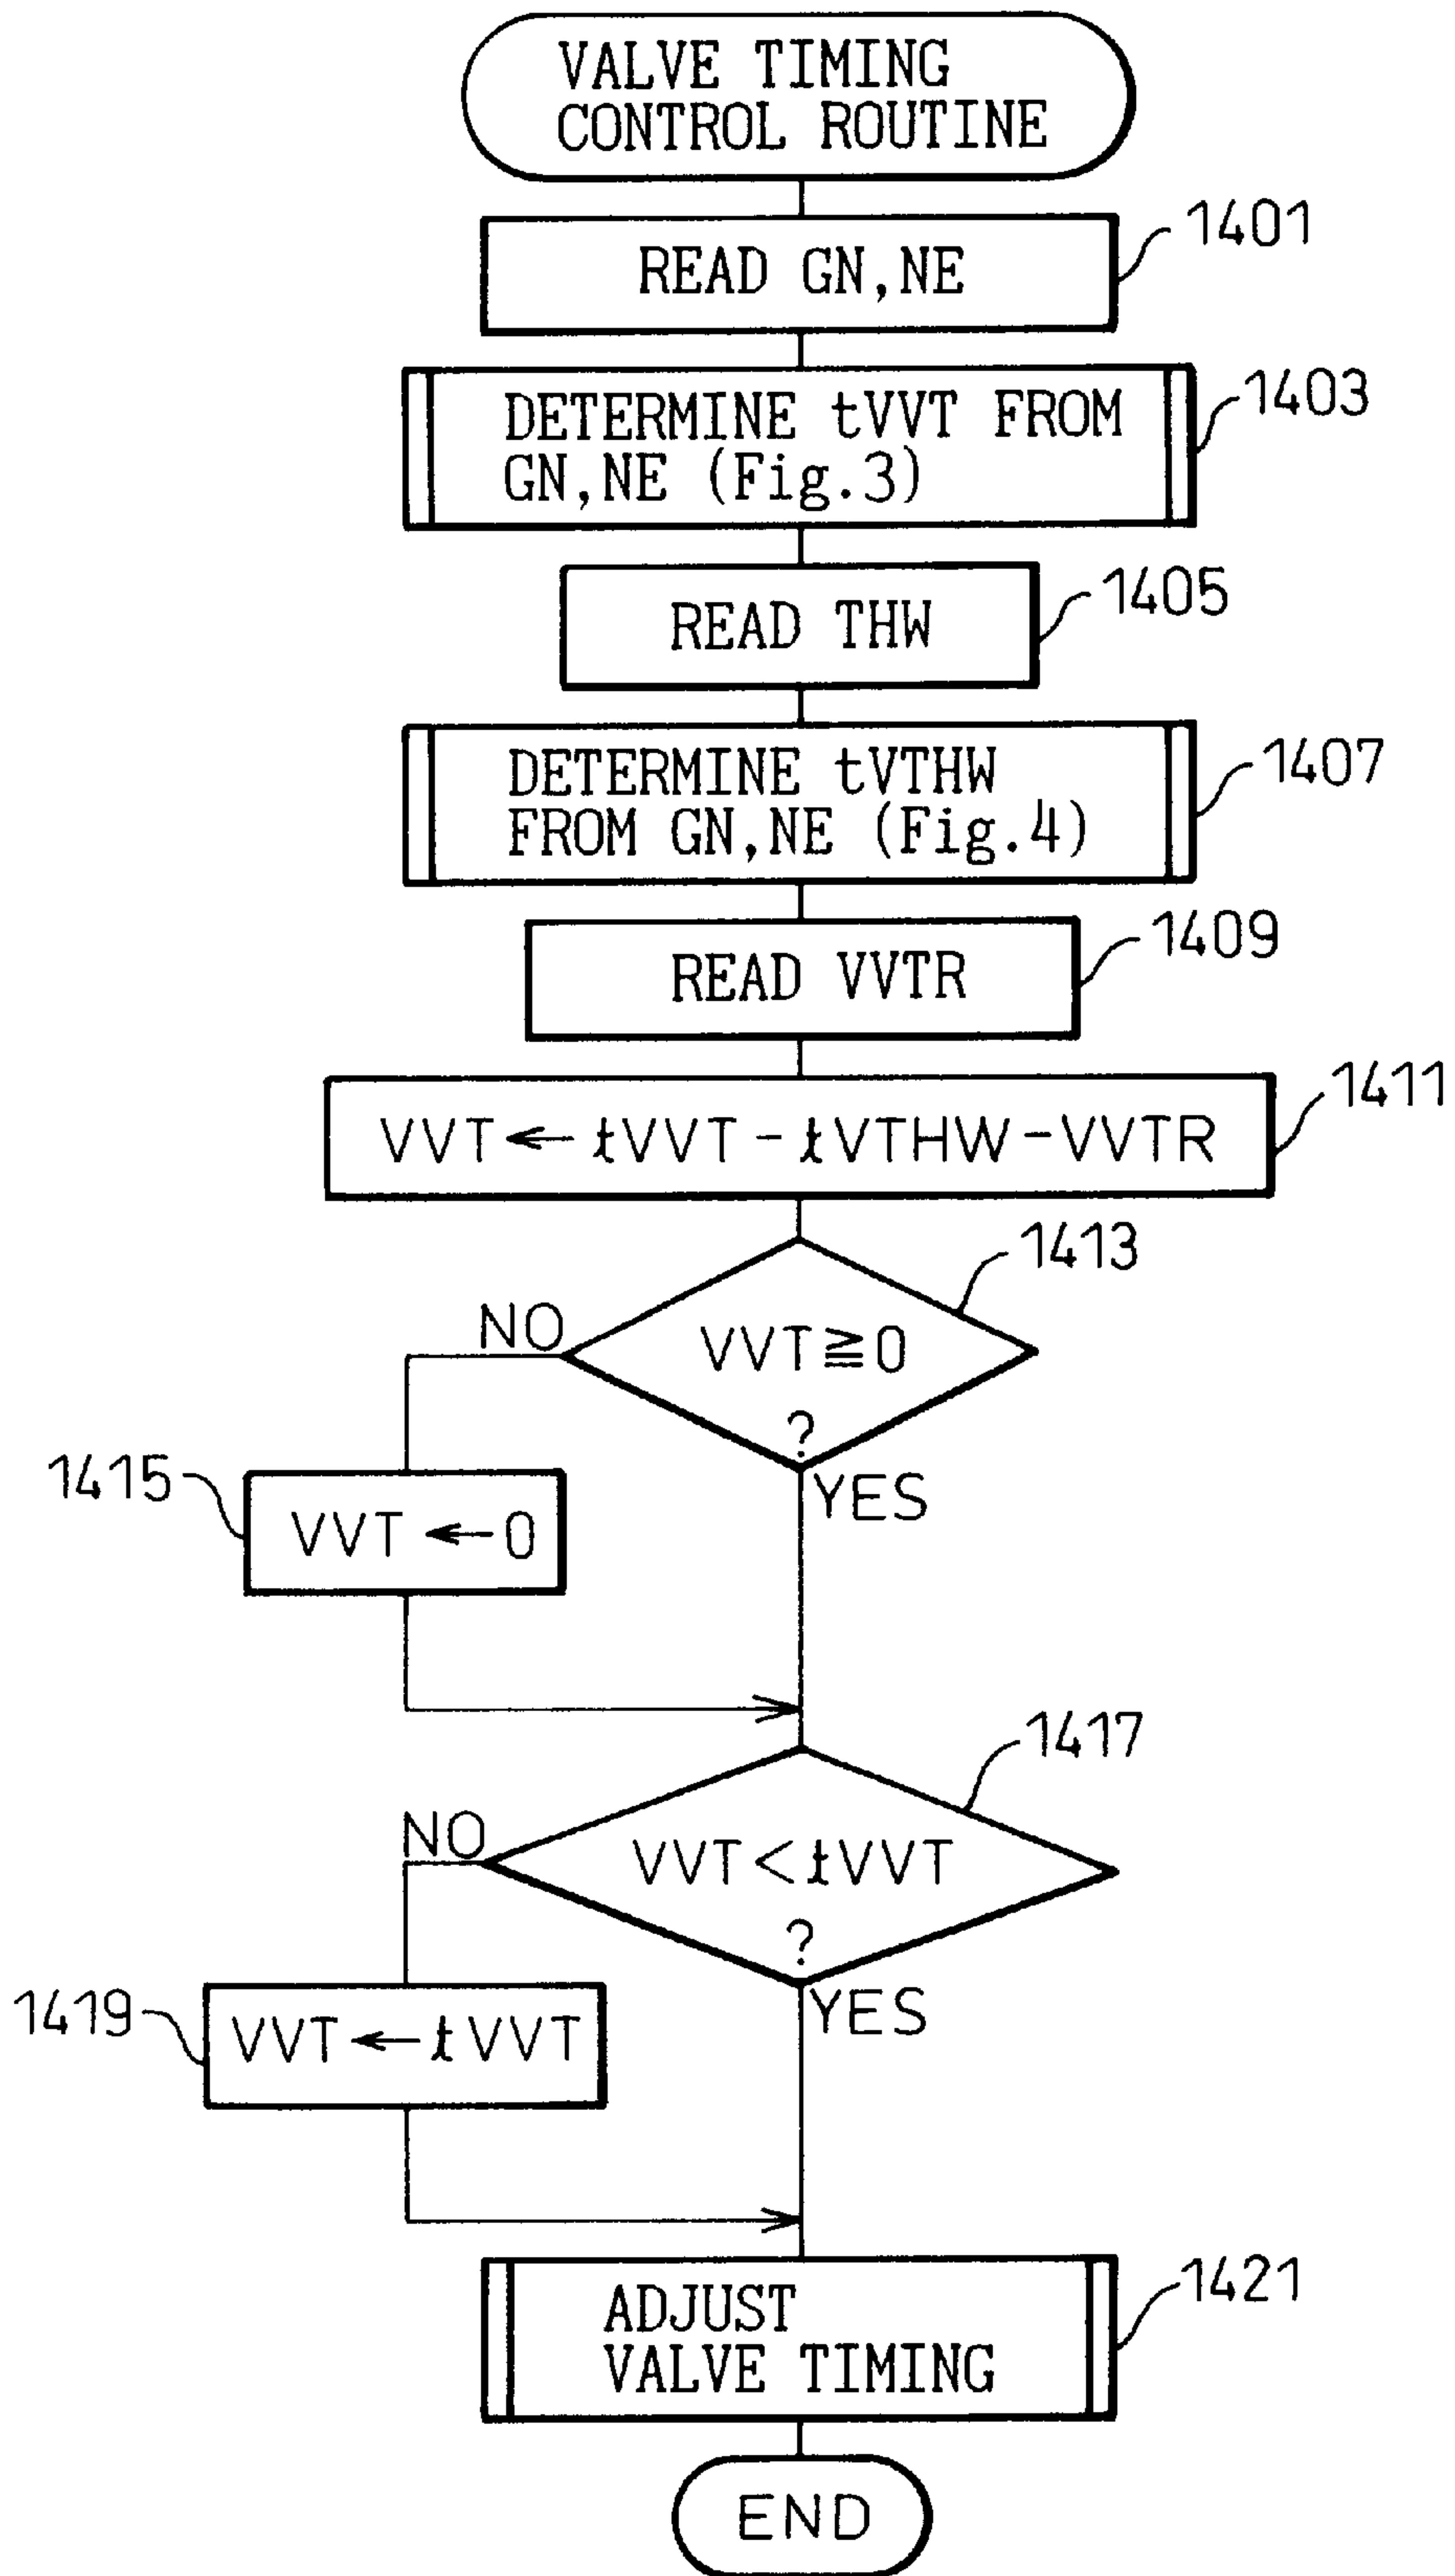 VALVE TIMING
CONTROL ROUTINE
READ GN,NE
1401
DETERMINE tVVT FROM
GN,NE (Fig.3)
1403
READ THW
1405
DETERMINE tVTHW
FROM GN,NE (Fig.4)
1407
READ VVTR
1409
VVT ← tVVT - tVTHW - VVTR
1411
1413
NO
VVT ≧ 0
?
YES
1415
VVT ← 0
1417
NO
VVT < tVVT
?
YES
1419
VVT ← tVVT
ADJUST
VALVE TIMING
1421
END